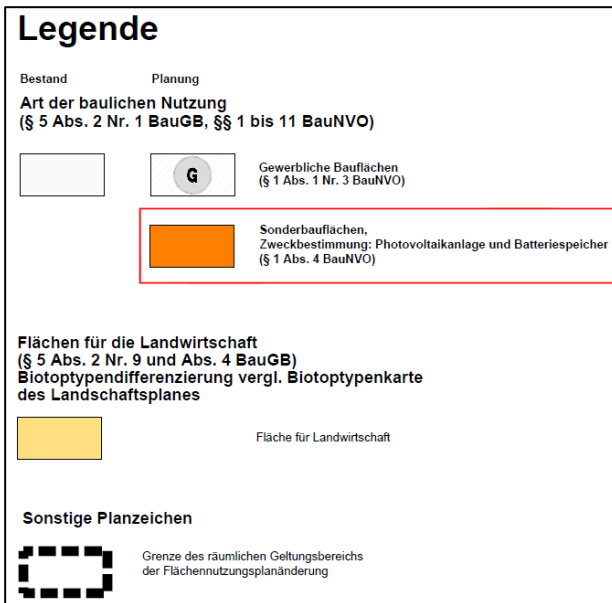 Legende
Bestand Planung
Art der baulichen Nutzung
(§ 5 Abs. 2 Nr. 1 BauGB, §§ 1 bis 11 BauNVO)
G
Gewerbliche Bauflächen
(§ 1 Abs. 1 Nr. 3 BauNVO)
Sonderbauflächen,
Zweckbestimmung: Photovoltaikanlage und Batteriespeicher
(§ 1 Abs. 4 BauNVO)
Flächen für die Landwirtschaft
(§ 5 Abs. 2 Nr. 9 und Abs. 4 BauGB)
Biotoptypendifferenzierung vergl. Biotoptypenkarte
des Landschaftsplanes
Fläche für Landwirtschaft
Sonstige Planzeichen
Grenze des räumlichen Geltungsbereichs
der Flächennutzungsplanänderung